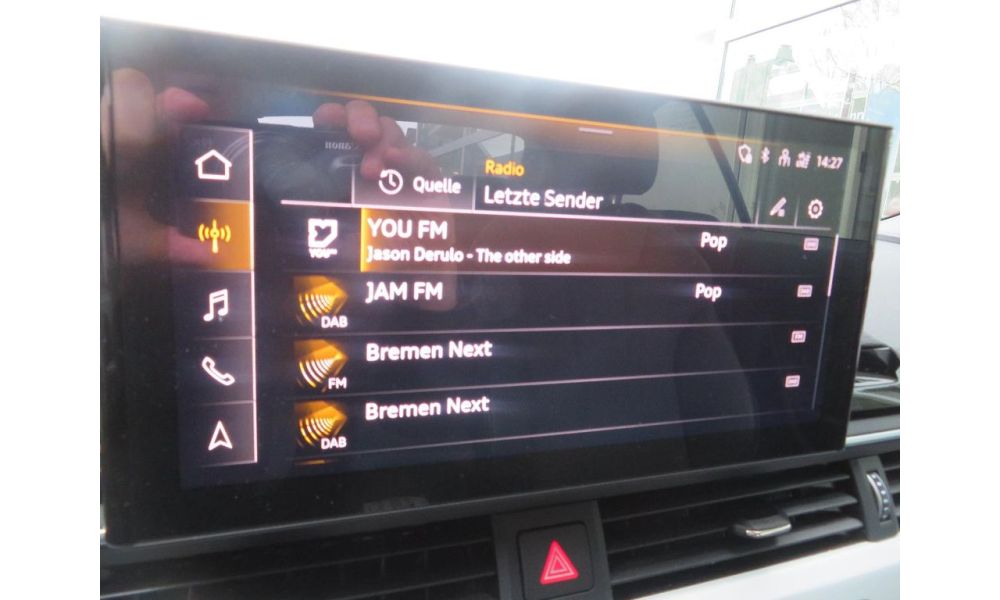 14:27
Radio
Quelle
Letzte Sender
YOU FM
Pop
YOU
Jason Derulo - The other side
JAM FM
Pop
DAB
Bremen Next
FM
Bremen Next
DAB